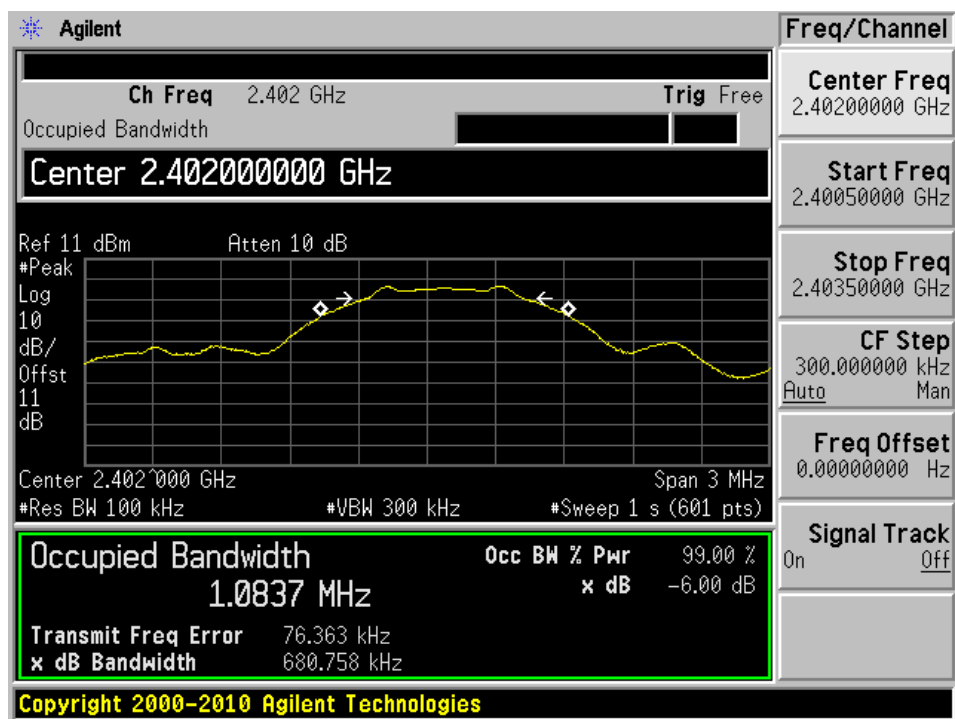 Agilent
Freq/Channel
Ch Freq 2.402 GHz Trig Free
Occupied Bandwidth
Center 2.402000000 GHz
Ref 11 dBm Atten 10 dB
#Peak
Log
10
dB/
Offst
11
dB
Center 2.402 000 GHz Span 3 MHz
#Res BW 100 kHz #VBW 300 kHz #Sweep 1 s (601 pts)
Occupied Bandwidth
1.0837 MHz
Occ BW % Pwr 99.00 %
x dB -6.00 dB
Transmit Freq Error 76.363 kHz
x dB Bandwidth 680.758 kHz
Center Freq
2.40200000 GHz
Start Freq
2.40050000 GHz
Stop Freq
2.40350000 GHz
CF Step
300.000000 kHz
Auto Man
Freq Offset
0.00000000 Hz
Signal Track
On Off
Copyright 2000-2010 Agilent Technologies